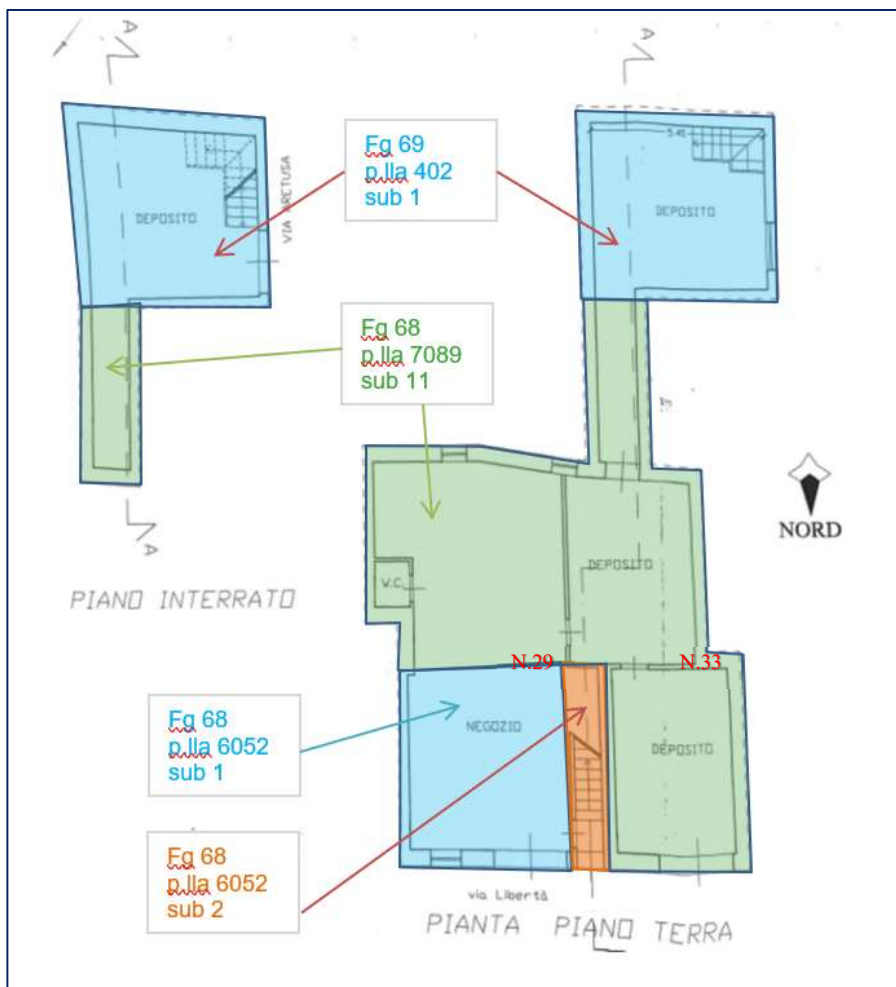 A
A
Fg 69
p.lla 402
sub 1
5.45
DEPOSITO
VIA ARETUSA
DEPOSITO
Fg 68
p.lla 7089
sub 11
A
NORD
DEPOSITO
W.C.
PIANO INTERRATO
N.29
N.33
Fg 68
p.lla 6052
sub 1
NEGOZIO
DEPOSITO
Fg 68
p.lla 6052
sub 2
via Libertà
PIANTA PIANO TERRA